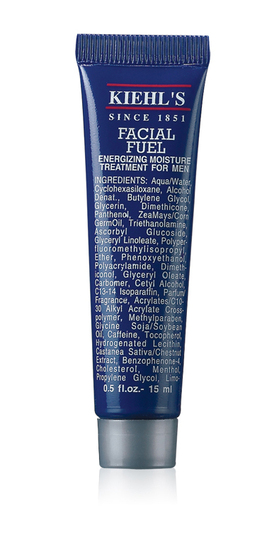 KIEHL'S
SINCE 1851
FACIAL
FUEL
ENERGIZING MOISTURE
TREATMENT FOR MEN
INGREDIENTS: Aqua/Water,
Cyclohexasiloxane, Alcohol
Denat., Butylene Glycol,
Glycerin, Dimethicone,
Panthenol, ZeaMays/Corn
GermOil, Triethanolamine,
Ascorbyl Glucoside,
Glyceryl Linoleate, Polyper-
fluoromethylisopropyl
Ether, Phenoxyethanol,
Polyacrylamide, Dimeth-
iconol, Glyceryl Oleate,
Carbomer, Cetyl Alcohol,
C13-14 Isoparaffin, Parfum/
Fragrance, Acrylates/C10-
30 Alkyl Acrylate Cross-
polymer, Methylparaben,
Glycine Soja/Soybean
Oil, Caffeine, Tocopherol,
Hydrogenated Lecithin,
Castanea Sativa/Chestnut
Extract, Benzophenone-4,
Cholesterol, Menthol,
Propylene Glycol, Limo-
0.5 fl.oz.- 15 ml